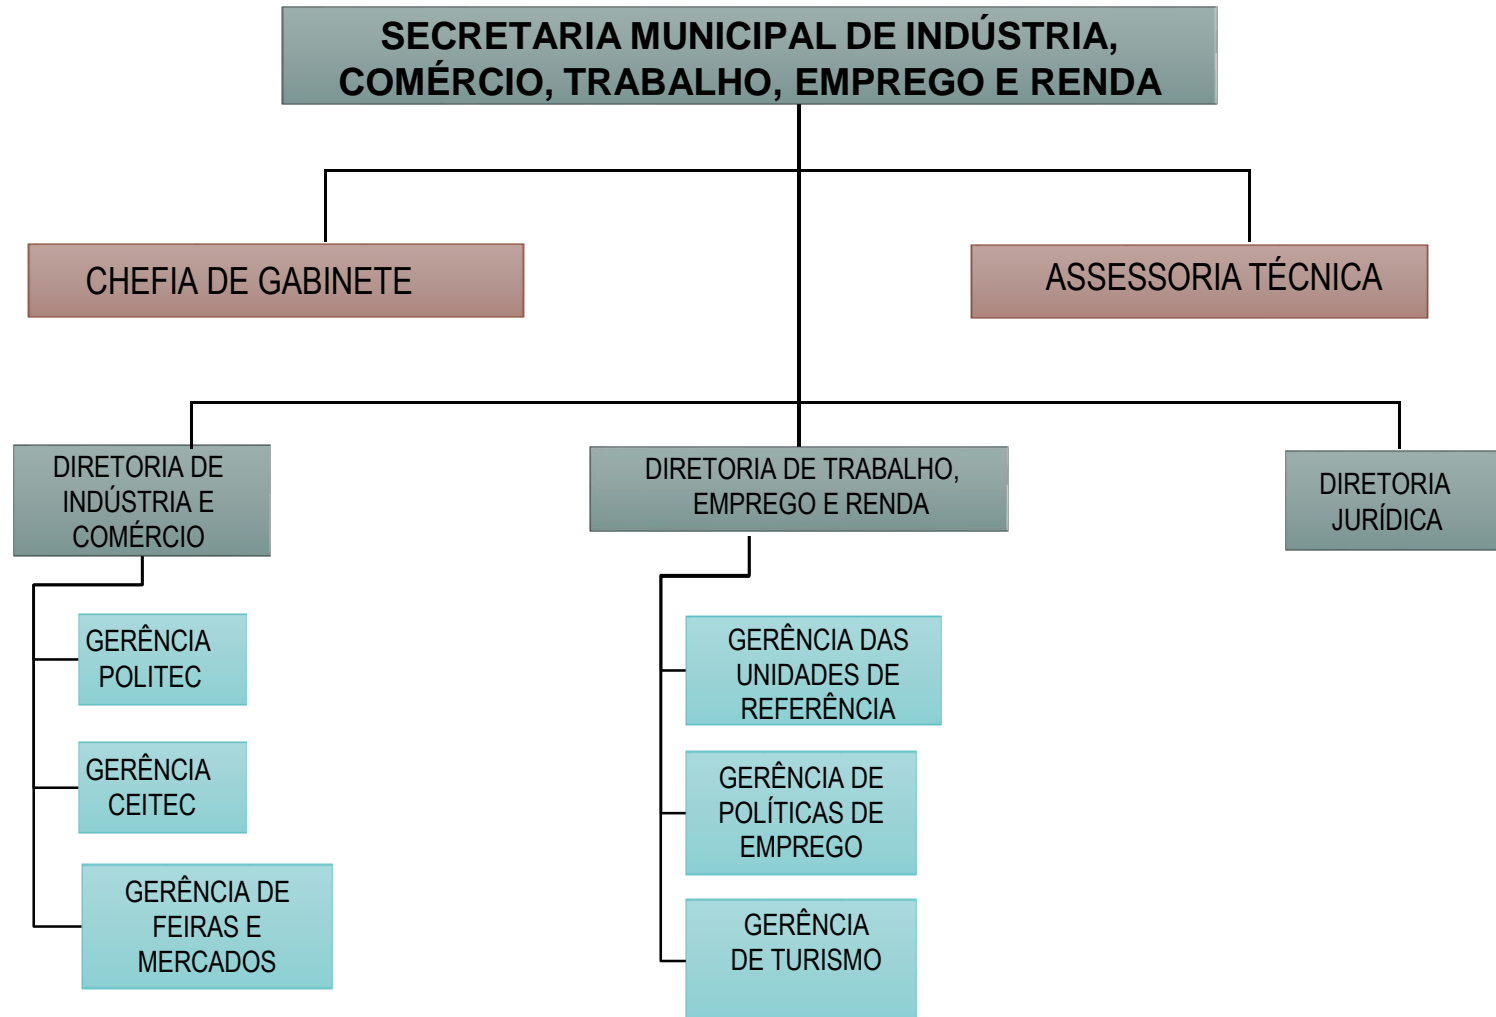 SECRETARIA MUNICIPAL DE INDÚSTRIA,
COMÉRCIO, TRABALHO, EMPREGO E RENDA
CHEFIA DE GABINETE
ASSESSORIA TÉCNICA
DIRETORIA DE
INDÚSTRIA E
COMÉRCIO
DIRETORIA DE TRABALHO,
EMPREGO E RENDA
DIRETORIA
JURÍDICA
GERÊNCIA
POLITEC
GERÊNCIA
CEITEC
GERÊNCIA DE
FEIRAS E
MERCADOS
GERÊNCIA DAS
UNIDADES DE
REFERÊNCIA
GERÊNCIA DE
POLÍTICAS DE
EMPREGO
GERÊNCIA
DE TURISMO